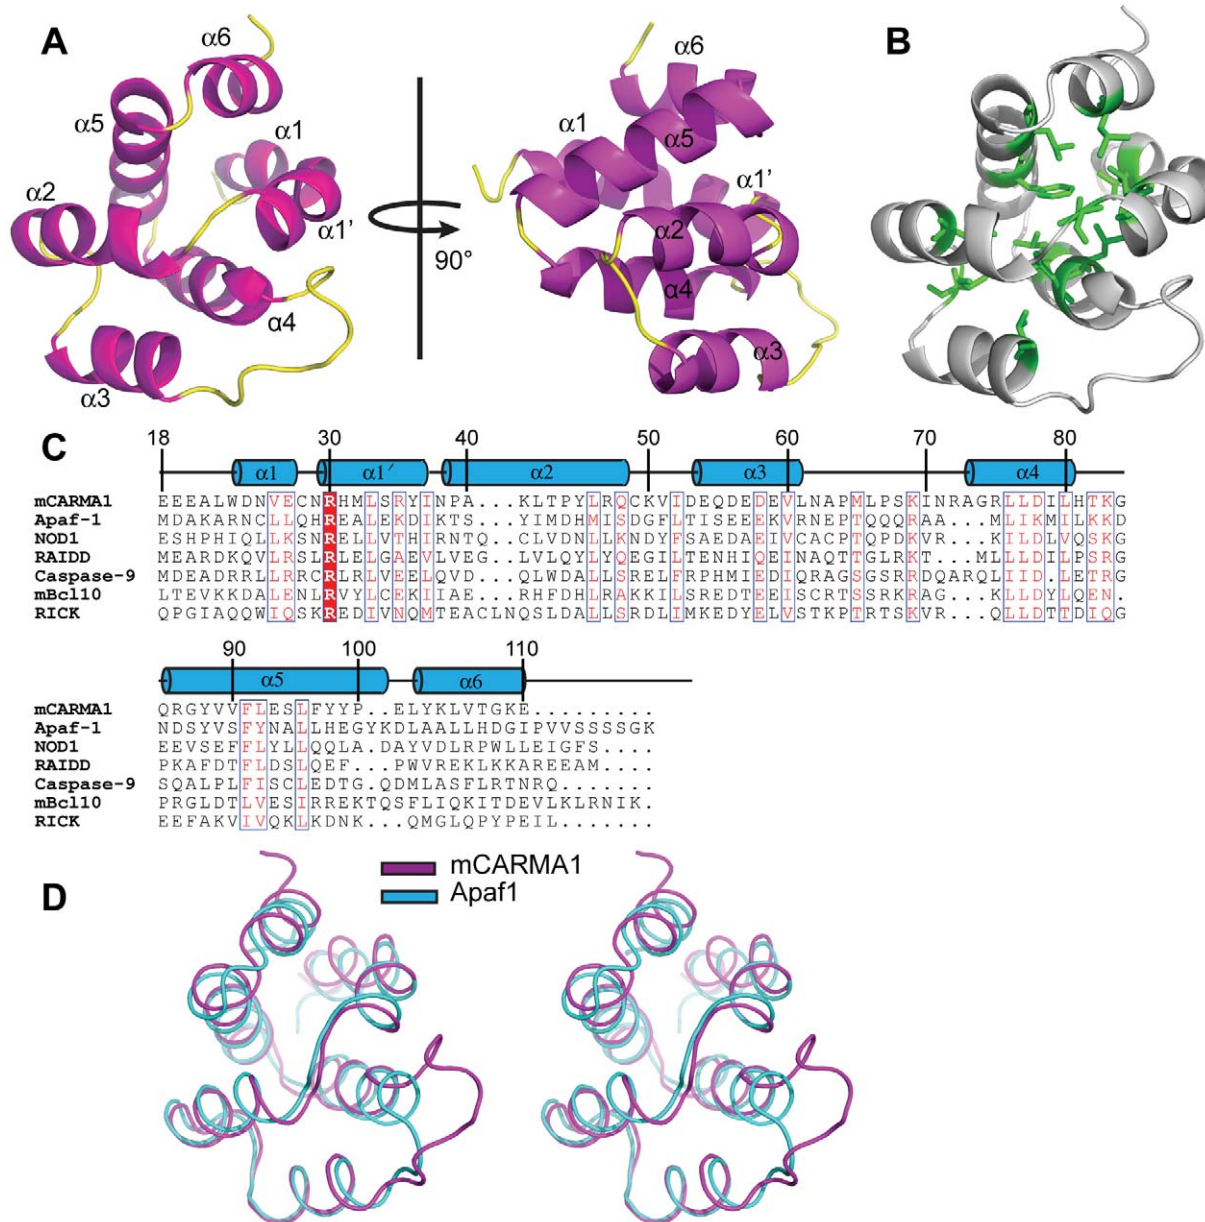 A
α6
α5
α1
α2
α1'
α4
α3
90°
α6
α1
α5
α1'
α2
α4
α3
B
C
18 30 40 50 60 70 80
α1 α1′ α2 α3 α4
mCARMA1 EEEALWDNVECNRHMLSRYINPA...KLTPYLRQCKVIDEQDEDEVLNAPMLPSKINRAGRLLDILHTKG
Apaf-1 MDAKARNCLLQHREALEKDIKTS...YIMDHMISDGFLTISEEEKVRNEPTQQQRAA...MLIKMILKKD
NOD1 ESHPHIQLLKSNRELLVTHIRNTQ..CLVDNLLKNDYFSAEDAEIVCACPTQPDKVR...KILDLVQSKG
RAIDD MEARDKQVLRSLRLELGAEVLVEG..LVLQYLYQEGILTENHIQEINAQTTGLRKT...MLLLDILPSRG
Caspase-9 MDEADRRLLRRCRLRLVEELQVD...QLWDALLSRELFRPHMIEDIQRAGSGSRRDQARQLIID.LETRG
mBcl10 LTEVKKDALENLRVYLCEKIIAE...RHFDHLRAKKILSREDTEEISCRTSSRKRAG...KLLDYLQEN.
RICK QPGIAQQWIQSKREDIVNQMTEACLNQSLDALLSRDLIMKEDYELVSTKPTRTSKVR...QLLDTTDIQG
90 100 110
α5 α6
mCARMA1 QRGYVVFLESLFYYP..ELYKLVTGKE..........
Apaf-1 NDSYVSFYNALLHEGYKDLAALLHDGIPVVSSSSGK
NOD1 EEVSEFFLYLLQQLA.DAYVDLRPWLLEIGFS....
RAIDD PKAFDTFLDSLQEF...PWVREKLKKAREEAM....
Caspase-9 SQALPLFISCLEDTG.QDMLASFLRTNRQ.......
mBcl10 PRGLDTLVESIRREKTQSFLIQKITDEVLKLRNIK.
RICK EEFAKVIVQKLKDNK...QMGLQPYPEIL.......
D
mCARMA1
Apaf1